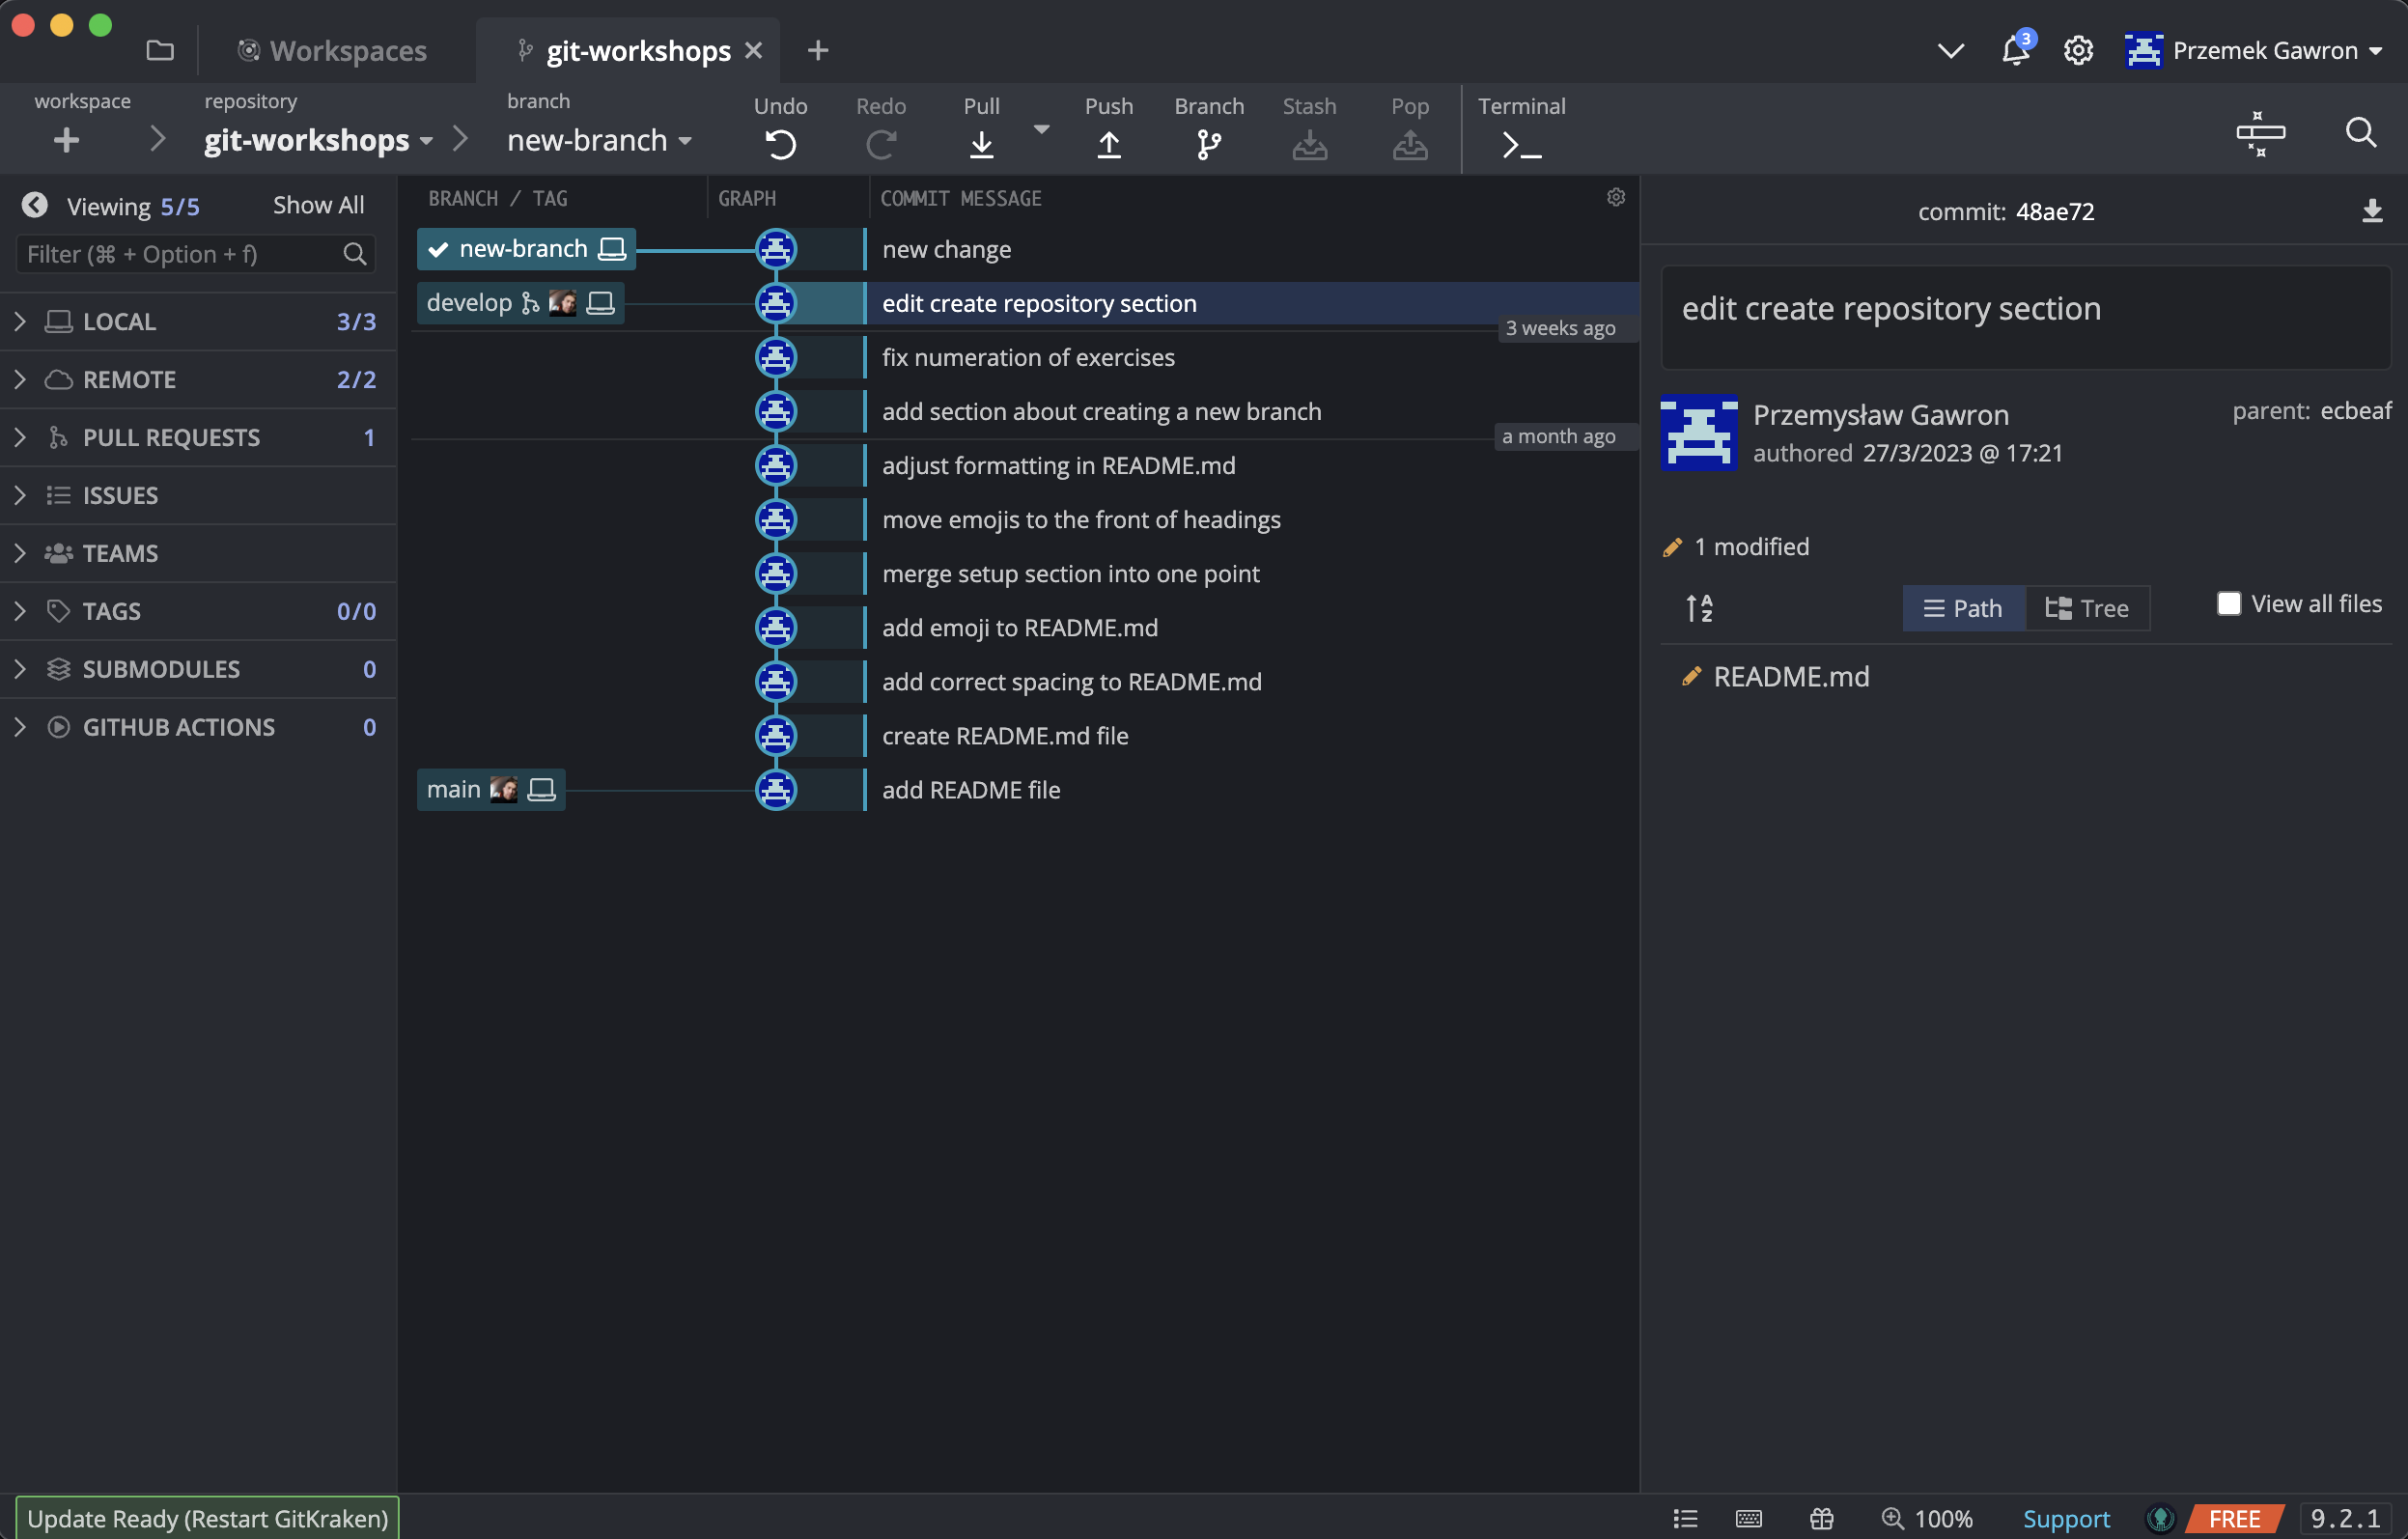 Workspaces
git-workshops
3
Przemek Gawron
workspace
repository
git-workshops
branch
new-branch
Undo
Redo
Pull
Push
Branch
Stash
Pop
Terminal
Viewing 5/5
Show All
Filter (⌘ + Option + f)
LOCAL 3/3
REMOTE 2/2
PULL REQUESTS 1
ISSUES
TEAMS
TAGS 0/0
SUBMODULES 0
GITHUB ACTIONS 0
BRANCH / TAG
GRAPH
COMMIT MESSAGE
new-branch
new change
develop
edit create repository section
3 weeks ago
fix numeration of exercises
add section about creating a new branch
a month ago
adjust formatting in README.md
move emojis to the front of headings
merge setup section into one point
add emoji to README.md
add correct spacing to README.md
create README.md file
main
add README file
commit: 48ae72
edit create repository section
Przemysław Gawron
authored 27/3/2023 @ 17:21
parent: ecbeaf
1 modified
A
Z
Path
Tree
View all files
README.md
Update Ready (Restart GitKraken)
100%
Support
FREE
9.2.1